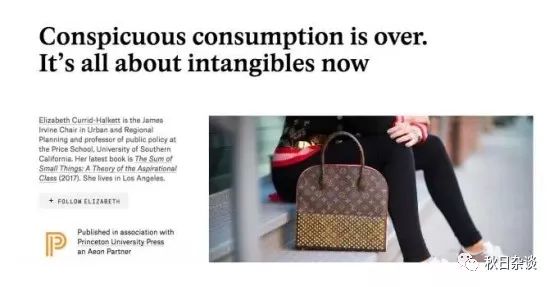 Conspicuous consumption is over.
It’s all about intangibles now
Elizabeth Currid-Halkett is the James
Irvine Chair in Urban and Regional
Planning and professor of public policy at
the Price School, University of Southern
California. Her latest book is The Sum of
Small Things: A Theory of the Aspirational
Class (2017). She lives in Los Angeles.
+ FOLLOW ELIZABETH
Published in association with
Princeton University Press
an Aeon Partner
秋日杂谈